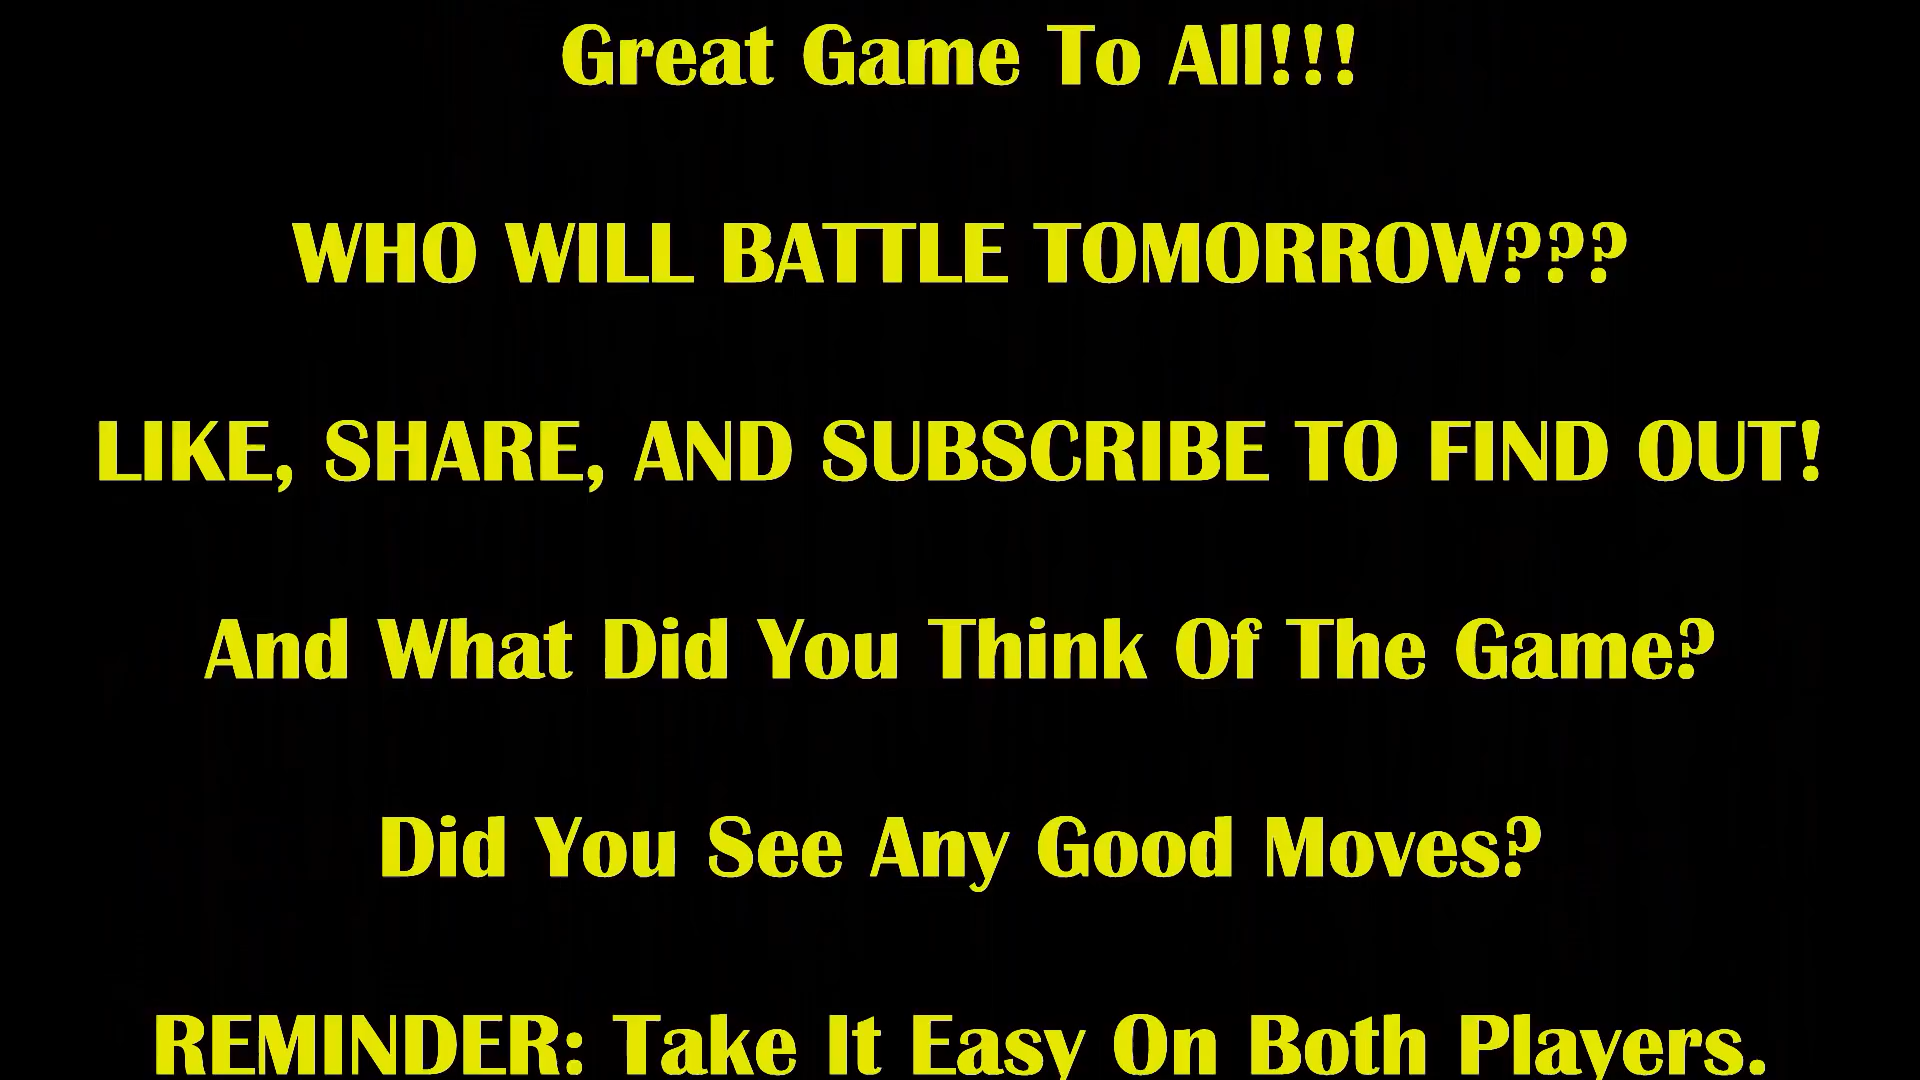 Great Game To All!!!
WHO WILL BATTLE TOMORROW???
LIKE, SHARE, AND SUBSCRIBE TO FIND OUT!
And What Did You Think Of The Game?
Did You See Any Good Moves?
REMINDER: Take It Easy On Both Players.